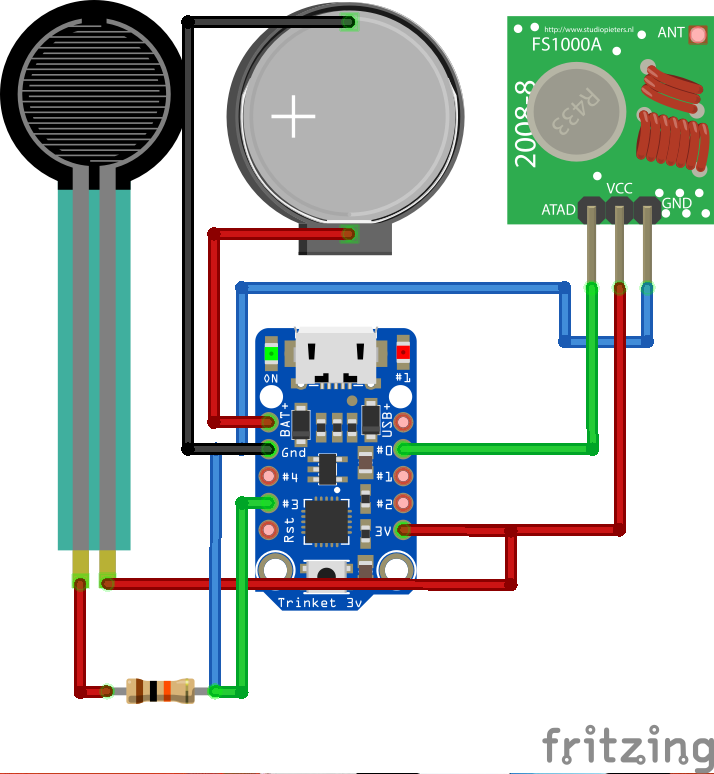 http://www.studiopieters.nl
FS1000A
ANT
2008-8
R433
VCC
ATAD
GND
ON
#1
BAT+
USB+
Gnd
#0
#4
#1
#3
#2
Rst
3V
Trinket 3v
fritzing